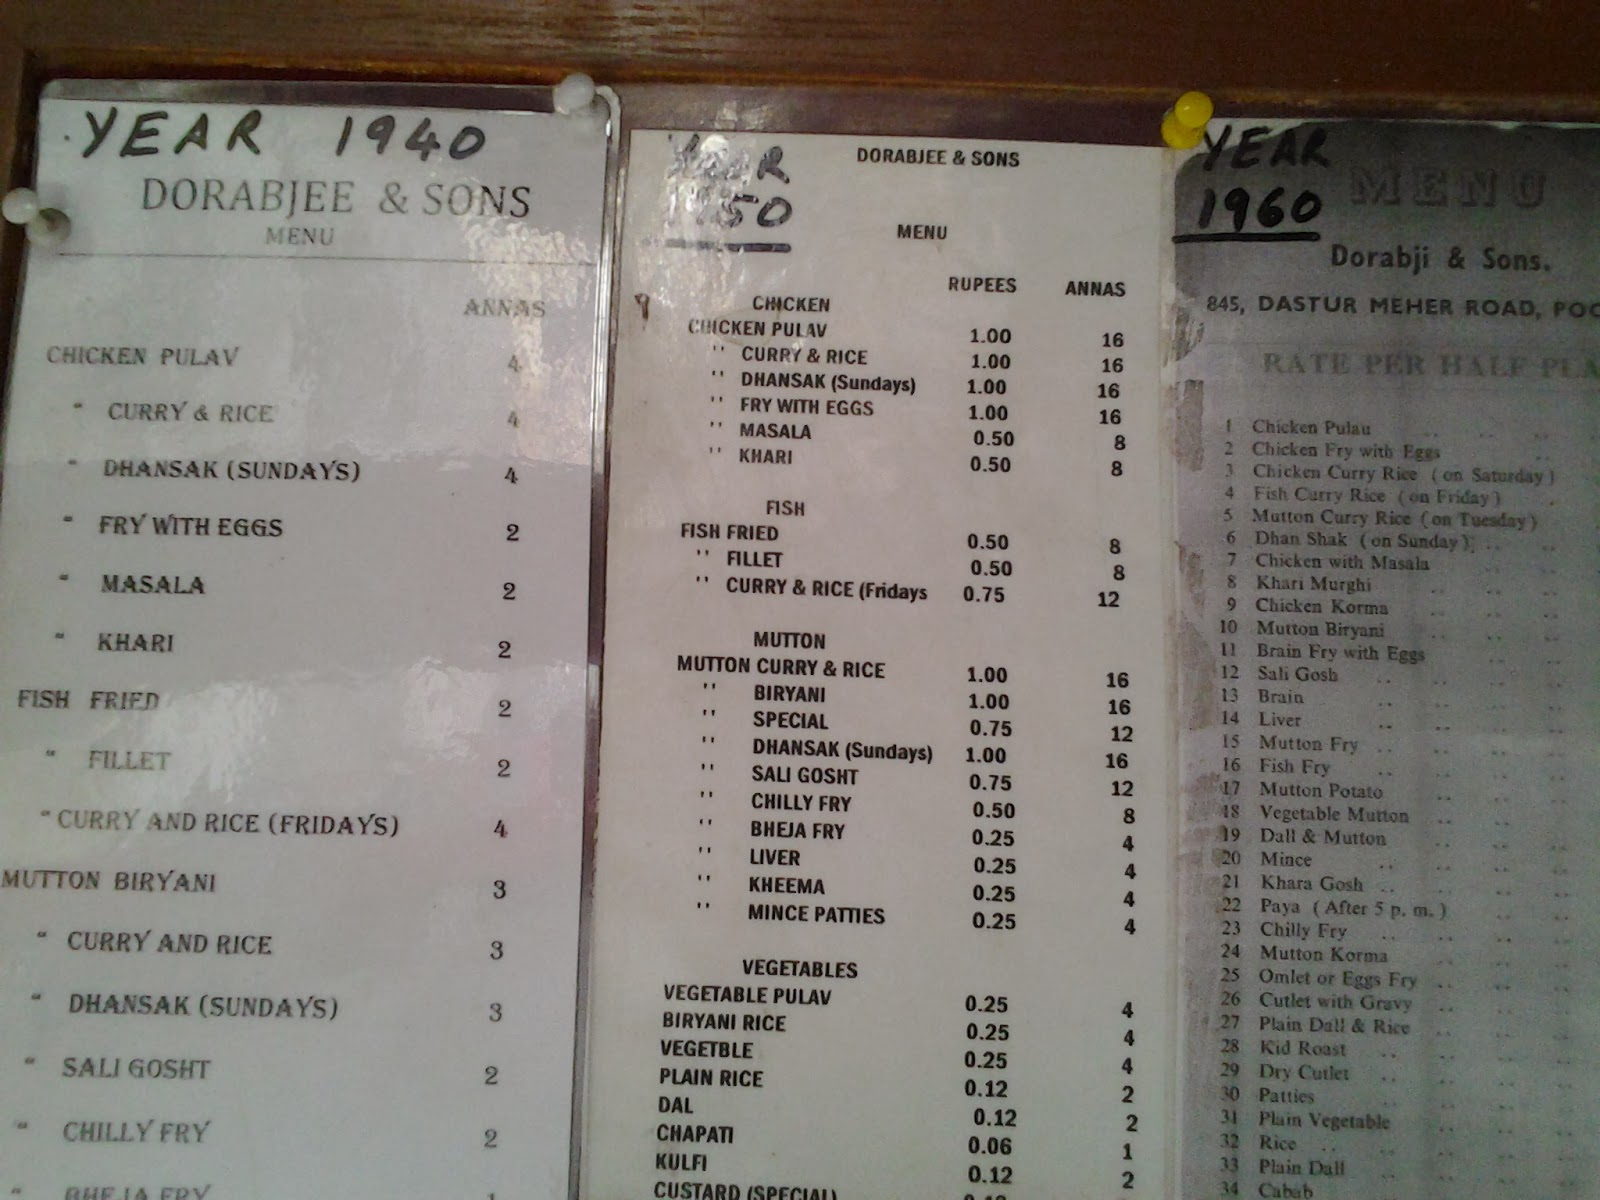 YEAR 1940
DORABJEE & SONS
MENU
ANNAS
CHICKEN PULAV 4
" CURRY & RICE 4
" DHANSAK (SUNDAYS) 4
" FRY WITH EGGS 2
" MASALA 2
" KHARI 2
FISH FRIED 2
" FILLET 2
" CURRY AND RICE (FRIDAYS) 4
MUTTON BIRYANI 3
" CURRY AND RICE 3
" DHANSAK (SUNDAYS) 3
" SALI GOSHT 2
" CHILLY FRY 2
" BHEJA FRY
YEAR
1950
DORABJEE & SONS
MENU
RUPEES ANNAS
CHICKEN
CHICKEN PULAV 1.00 16
" CURRY & RICE 1.00 16
" DHANSAK (Sundays) 1.00 16
" FRY WITH EGGS 1.00 16
" MASALA 0.50 8
" KHARI 0.50 8
FISH
FISH FRIED 0.50 8
" FILLET 0.50 8
" CURRY & RICE (Fridays 0.75 12
MUTTON
MUTTON CURRY & RICE 1.00 16
" BIRYANI 1.00 16
" SPECIAL 0.75 12
" DHANSAK (Sundays) 1.00 16
" SALI GOSHT 0.75 12
" CHILLY FRY 0.50 8
" BHEJA FRY 0.25 4
" LIVER 0.25 4
" KHEEMA 0.25 4
" MINCE PATTIES 0.25 4
VEGETABLES
VEGETABLE PULAV 0.25 4
BIRYANI RICE 0.25 4
VEGETBLE 0.25 4
PLAIN RICE 0.12 2
DAL 0.12 2
CHAPATI 0.06 1
KULFI 0.12 2
CUSTARD (SPECIAL)
YEAR
1960
MENU
Dorabji & Sons.
845, DASTUR MEHER ROAD, POO
RATE PER HALF PLA
1 Chicken Pulau
2 Chicken Fry with Eggs
3 Chicken Curry Rice (on Saturday)
4 Fish Curry Rice (on Friday)
5 Mutton Curry Rice (on Tuesday)
6 Dhan Shak (on Sunday)
7 Chicken with Masala
8 Khari Murghi
9 Chicken Korma
10 Mutton Biryani
11 Brain Fry with Eggs
12 Sali Gosh
13 Brain
14 Liver
15 Mutton Fry
16 Fish Fry
17 Mutton Potato
18 Vegetable Mutton
19 Dall & Mutton
20 Mince
21 Khara Gosh
22 Paya (After 5 p. m.)
23 Chilly Fry
24 Mutton Korma
25 Omlet or Eggs Fry
26 Cutlet with Gravy
27 Plain Dall & Rice
28 Kid Roast
29 Dry Cutlet
30 Patties
31 Plain Vegetable
32 Rice
33 Plain Dall
34 Cabab